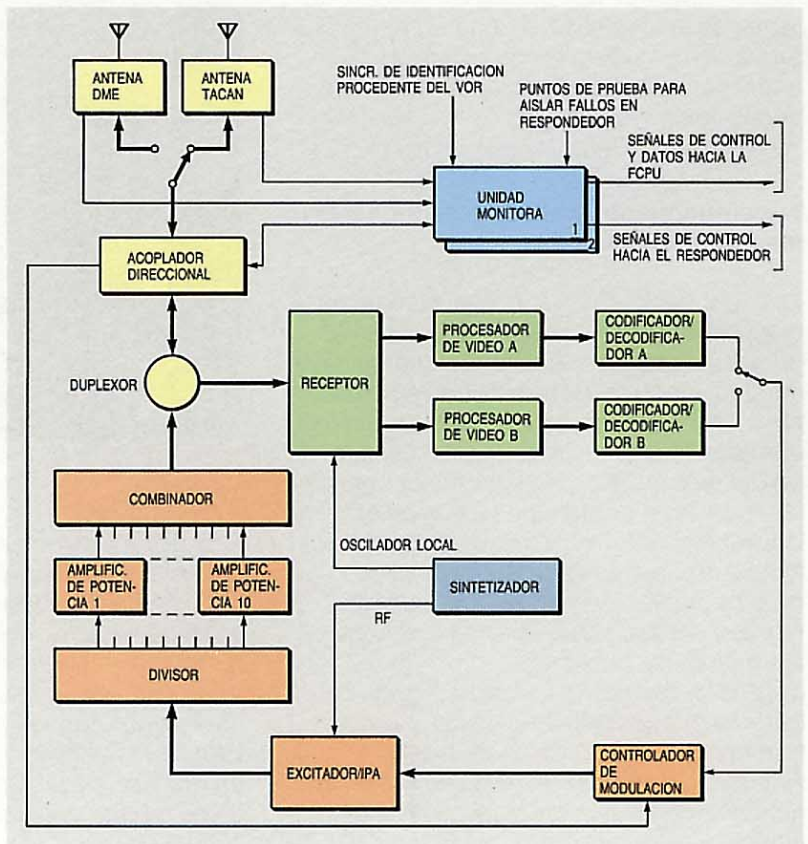 ANTENA
DME
ANTENA
TACAN
SINCR. DE IDENTIFICACION
PROCEDENTE DEL VOR
PUNTOS DE PRUEBA PARA
AISLAR FALLOS EN
RESPONDEDOR
SEÑALES DE CONTROL
Y DATOS HACIA LA
FCPU
UNIDAD
MONITORA
1
2
SEÑALES DE CONTROL
HACIA EL RESPONDEDOR
ACOPLADOR
DIRECCIONAL
DUPLEXOR
RECEPTOR
PROCESADOR
DE VIDEO A
CODIFICADOR/
DECODIFICA-
DOR A
PROCESADOR
DE VIDEO B
CODIFICADOR/
DECODIFICA-
DOR B
COMBINADOR
OSCILADOR LOCAL
AMPLIFIC.
DE POTEN-
CIA 1
AMPLIFIC.
DE POTEN-
CIA 10
SINTETIZADOR
RF
DIVISOR
EXCITADOR/IPA
CONTROLADOR
DE
MODULACION